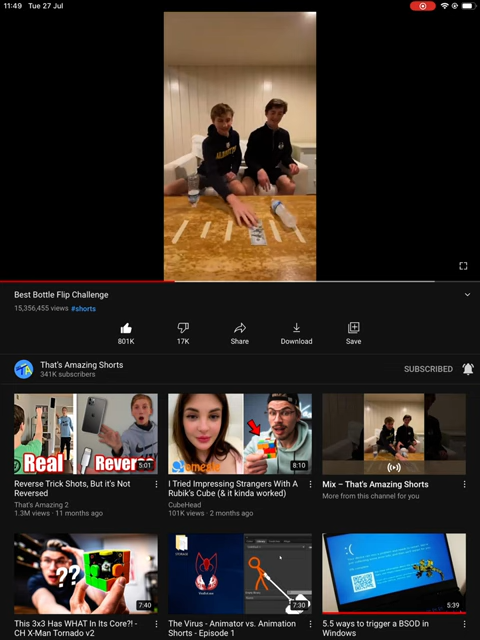 11:49 Tue 27 Jul
Best Bottle Flip Challenge
15,356,455 views #shorts
801K 17K Share Download Save
TA That's Amazing Shorts
341K subscribers
SUBSCRIBED
Real Reverse 5:01
omegle 8:10
Reverse Trick Shots, But it's Not
Reversed
That's Amazing 2
1.3M views · 11 months ago
I Tried Impressing Strangers With A
Rubik's Cube (& it kinda worked)
CubeHead
101K views · 2 months ago
Mix – That's Amazing Shorts
More from this channel for you
?? 7:40
7:30
:( 5:39
This 3x3 Has WHAT In Its Core?! -
CH X-Man Tornado v2
The Virus - Animator vs. Animation
Shorts - Episode 1
5.5 ways to trigger a BSOD in
Windows